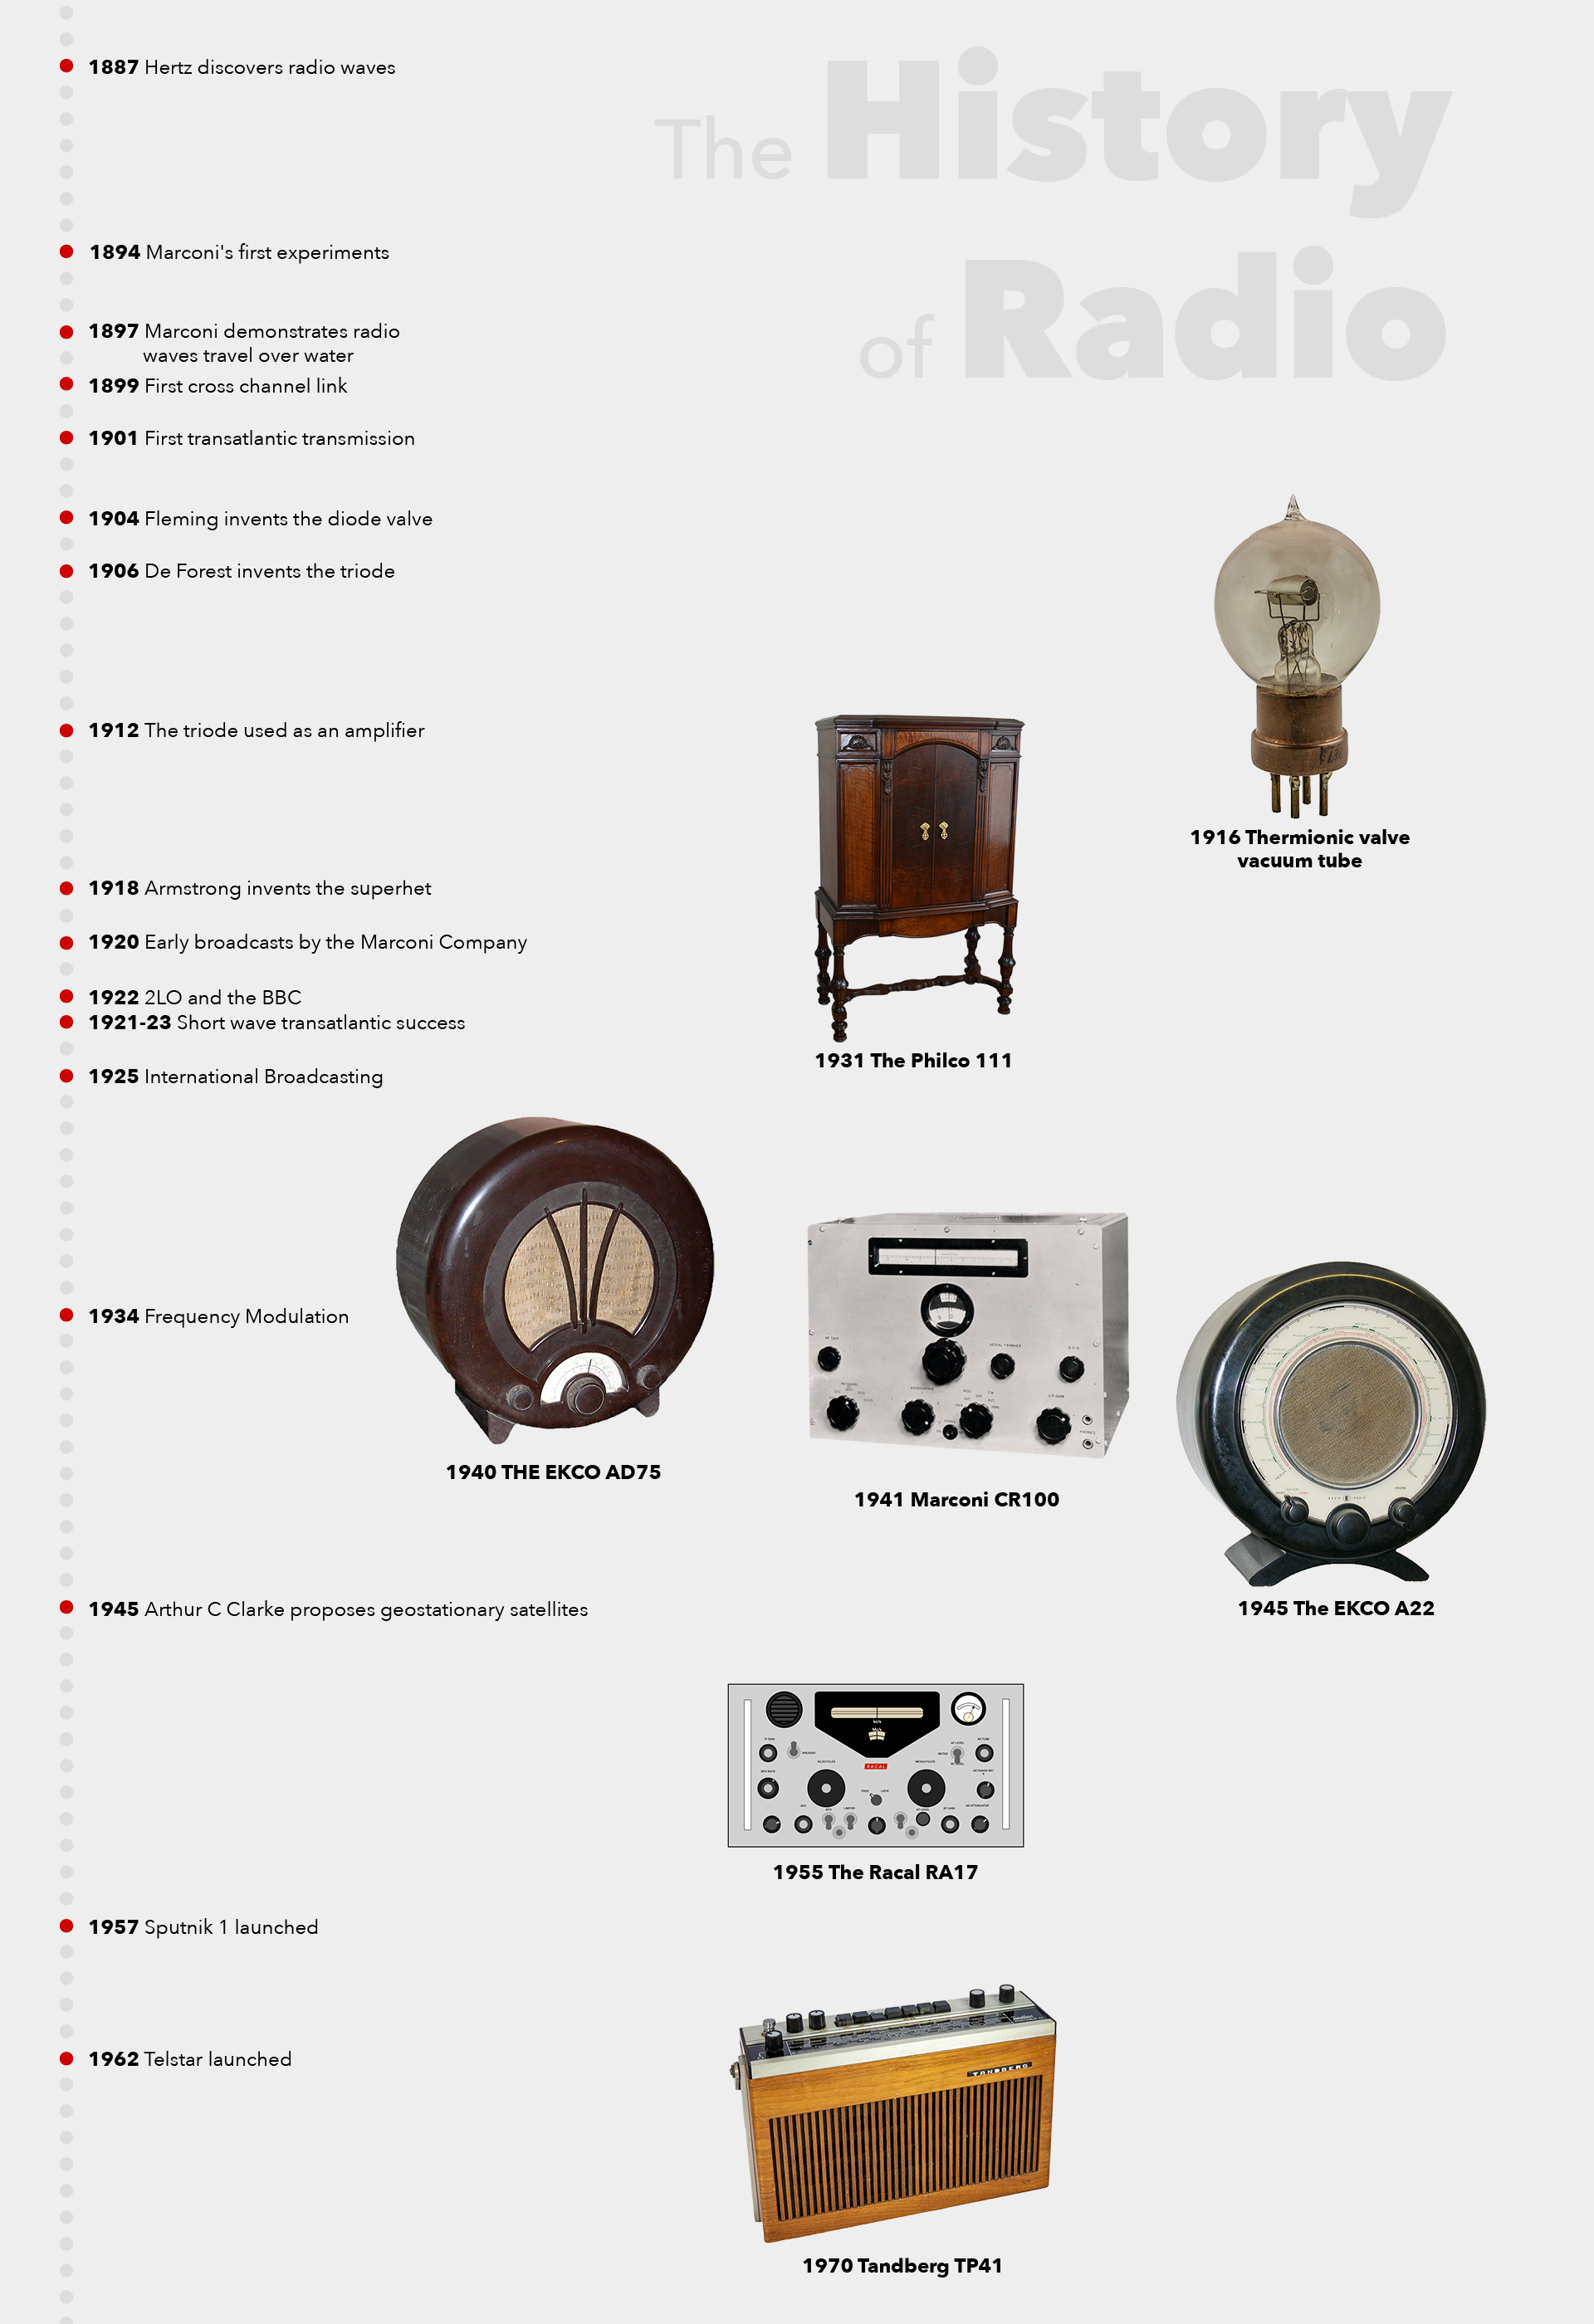 The History
of Radio
1887 Hertz discovers radio waves
1894 Marconi's first experiments
1897 Marconi demonstrates radio
waves travel over water
1899 First cross channel link
1901 First transatlantic transmission
1904 Fleming invents the diode valve
1906 De Forest invents the triode
1912 The triode used as an amplifier
1916 Thermionic valve
vacuum tube
1918 Armstrong invents the superhet
1920 Early broadcasts by the Marconi Company
1922 2LO and the BBC
1921-23 Short wave transatlantic success
1931 The Philco 111
1925 International Broadcasting
1934 Frequency Modulation
1940 THE EKCO AD75
1941 Marconi CR100
1945 Arthur C Clarke proposes geostationary satellites
1945 The EKCO A22
RACAL
1955 The Racal RA17
1957 Sputnik 1 launched
1962 Telstar launched
TANDBERG
1970 Tandberg TP41